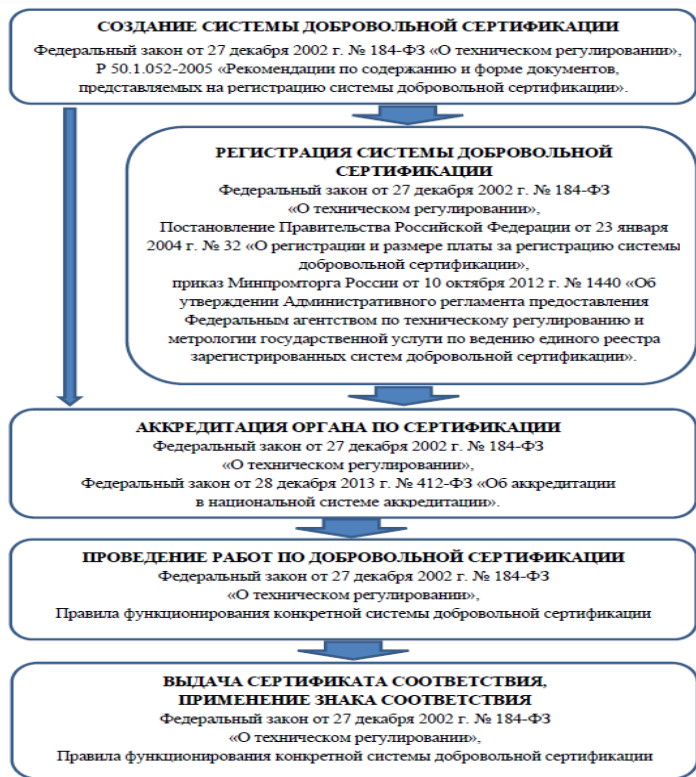 СОЗДАНИЕ СИСТЕМЫ ДОБРОВОЛЬНОЙ СЕРТИФИКАЦИИ
Федеральный закон от 27 декабря 2002 г. № 184-ФЗ «О техническом регулировании»,
Р 50.1.052-2005 «Рекомендации по содержанию и форме документов,
представляемых на регистрацию системы добровольной сертификации».
РЕГИСТРАЦИЯ СИСТЕМЫ ДОБРОВОЛЬНОЙ
СЕРТИФИКАЦИИ
Федеральный закон от 27 декабря 2002 г. № 184-ФЗ
«О техническом регулировании»,
Постановление Правительства Российской Федерации от 23 января
2004 г. № 32 «О регистрации и размере платы за регистрацию системы
добровольной сертификации»,
приказ Минпромторга России от 10 октября 2012 г. № 1440 «Об
утверждении Административного регламента предоставления
Федеральным агентством по техническому регулированию и
метрологии государственной услуги по ведению единого реестра
зарегистрированных систем добровольной сертификации».
АККРЕДИТАЦИЯ ОРГАНА ПО СЕРТИФИКАЦИИ
Федеральный закон от 27 декабря 2002 г. № 184-ФЗ
«О техническом регулировании»,
Федеральный закон от 28 декабря 2013 г. № 412-ФЗ «Об аккредитации
в национальной системе аккредитации».
ПРОВЕДЕНИЕ РАБОТ ПО ДОБРОВОЛЬНОЙ СЕРТИФИКАЦИИ
Федеральный закон от 27 декабря 2002 г. № 184-ФЗ
«О техническом регулировании»,
Правила функционирования конкретной системы добровольной сертификации
ВЫДАЧА СЕРТИФИКАТА СООТВЕТСТВИЯ,
ПРИМЕНЕНИЕ ЗНАКА СООТВЕТСТВИЯ
Федеральный закон от 27 декабря 2002 г. № 184-ФЗ
«О техническом регулировании»,
Правила функционирования конкретной системы добровольной сертификации